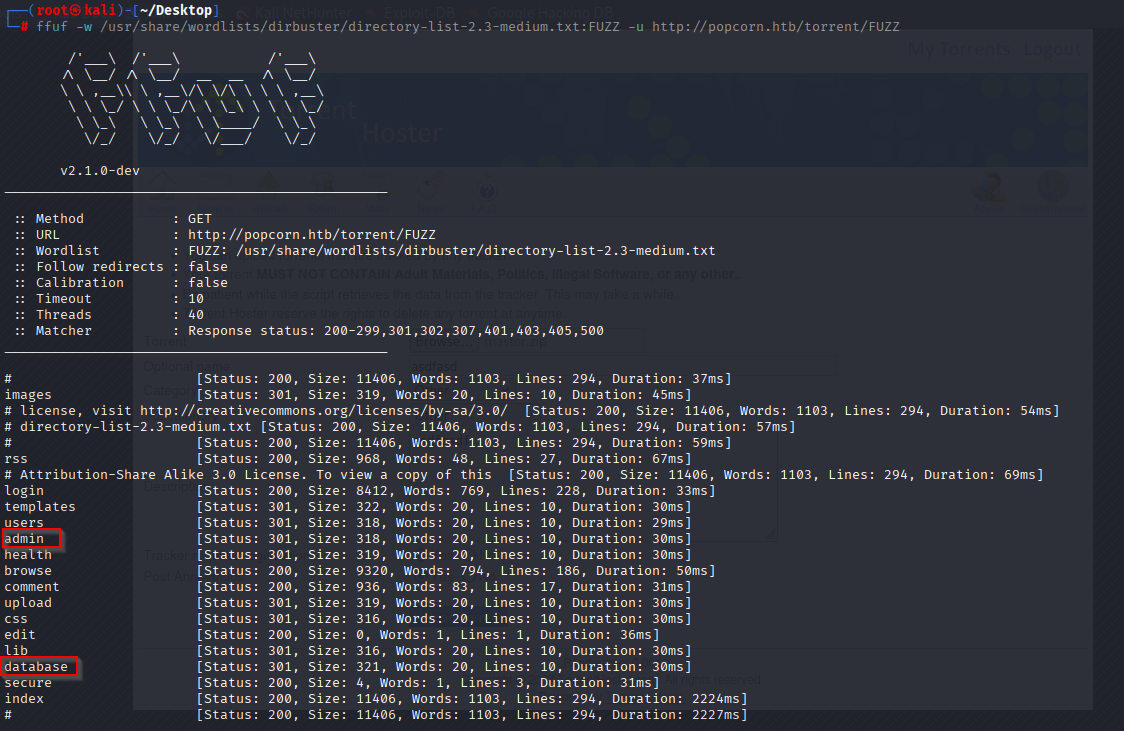 Kali NetHunter Exploit-DB Google Hacking DB
┌──(root㉿kali)-[~/Desktop]
└─# ffuf -w /usr/share/wordlists/dirbuster/directory-list-2.3-medium.txt:FUZZ -u http://popcorn.htb/torrent/FUZZ
My Torrents Logout
Hoster
v2.1.0-dev
:: Method : GET
:: URL : http://popcorn.htb/torrent/FUZZ
:: Wordlist : FUZZ: /usr/share/wordlists/dirbuster/directory-list-2.3-medium.txt
:: Follow redirects : false
:: Calibration : false
:: Timeout : 10
:: Threads : 40
:: Matcher : Response status: 200-299,301,302,307,401,403,405,500
# [Status: 200, Size: 11406, Words: 1103, Lines: 294, Duration: 37ms]
images [Status: 301, Size: 319, Words: 20, Lines: 10, Duration: 45ms]
# license, visit http://creativecommons.org/licenses/by-sa/3.0/ [Status: 200, Size: 11406, Words: 1103, Lines: 294, Duration: 54ms]
# directory-list-2.3-medium.txt [Status: 200, Size: 11406, Words: 1103, Lines: 294, Duration: 57ms]
# [Status: 200, Size: 11406, Words: 1103, Lines: 294, Duration: 59ms]
rss [Status: 200, Size: 968, Words: 48, Lines: 27, Duration: 67ms]
# Attribution-Share Alike 3.0 License. To view a copy of this [Status: 200, Size: 11406, Words: 1103, Lines: 294, Duration: 69ms]
login [Status: 200, Size: 8412, Words: 769, Lines: 228, Duration: 33ms]
templates [Status: 301, Size: 322, Words: 20, Lines: 10, Duration: 30ms]
users [Status: 301, Size: 318, Words: 20, Lines: 10, Duration: 29ms]
admin [Status: 301, Size: 318, Words: 20, Lines: 10, Duration: 30ms]
health [Status: 301, Size: 319, Words: 20, Lines: 10, Duration: 30ms]
browse [Status: 200, Size: 9320, Words: 794, Lines: 186, Duration: 50ms]
comment [Status: 200, Size: 936, Words: 83, Lines: 17, Duration: 31ms]
upload [Status: 301, Size: 319, Words: 20, Lines: 10, Duration: 30ms]
css [Status: 301, Size: 316, Words: 20, Lines: 10, Duration: 30ms]
edit [Status: 200, Size: 0, Words: 1, Lines: 1, Duration: 36ms]
lib [Status: 301, Size: 316, Words: 20, Lines: 10, Duration: 30ms]
database [Status: 301, Size: 321, Words: 20, Lines: 10, Duration: 30ms]
secure [Status: 200, Size: 4, Words: 1, Lines: 3, Duration: 31ms]
index [Status: 200, Size: 11406, Words: 1103, Lines: 294, Duration: 2224ms]
# [Status: 200, Size: 11406, Words: 1103, Lines: 294, Duration: 2227ms]